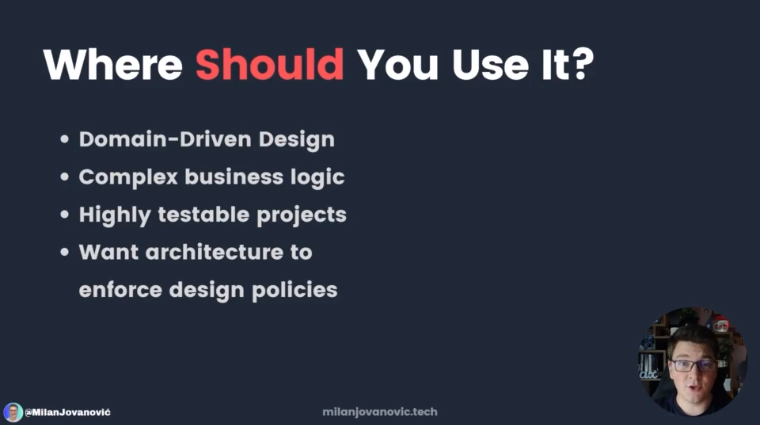 Where Should You Use It?
• Domain-Driven Design
• Complex business logic
• Highly testable projects
• Want architecture to
enforce design policies
@MilanJovanović
milanjovanovic.tech